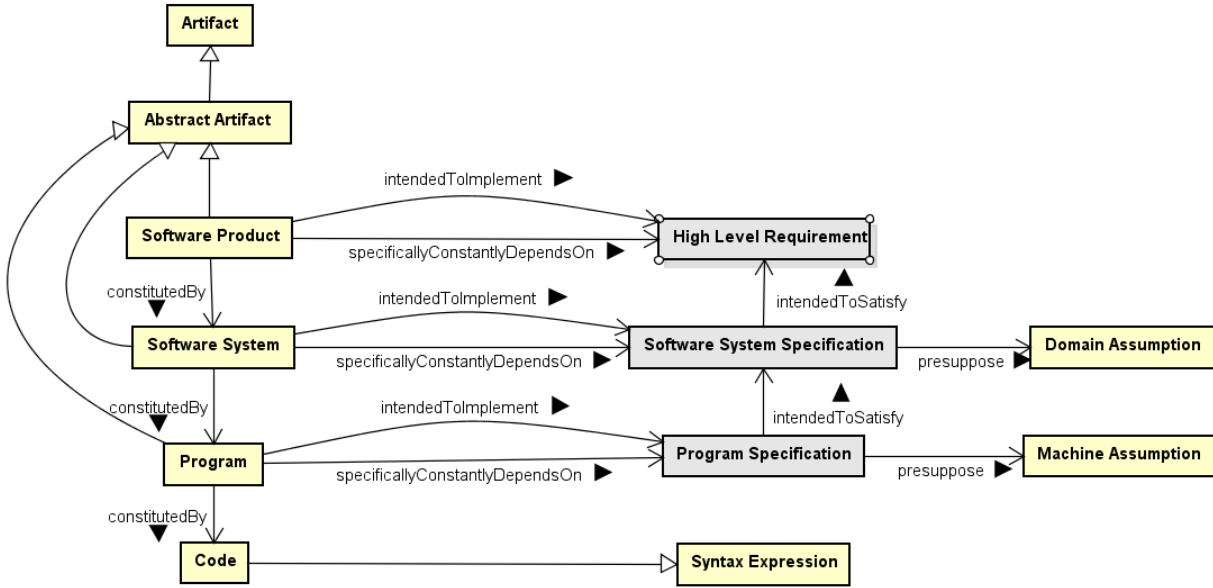 Artifact
Abstract Artifact
intendedToImplement
Software Product
High Level Requirement
specificallyConstantlyDependsOn
constitutedBy
intendedToImplement
intendedToSatisfy
Software System
Software System Specification
Domain Assumption
specificallyConstantlyDependsOn
presuppose
constitutedBy
intendedToImplement
intendedToSatisfy
Program
Program Specification
Machine Assumption
specificallyConstantlyDependsOn
presuppose
constitutedBy
Code
Syntax Expression